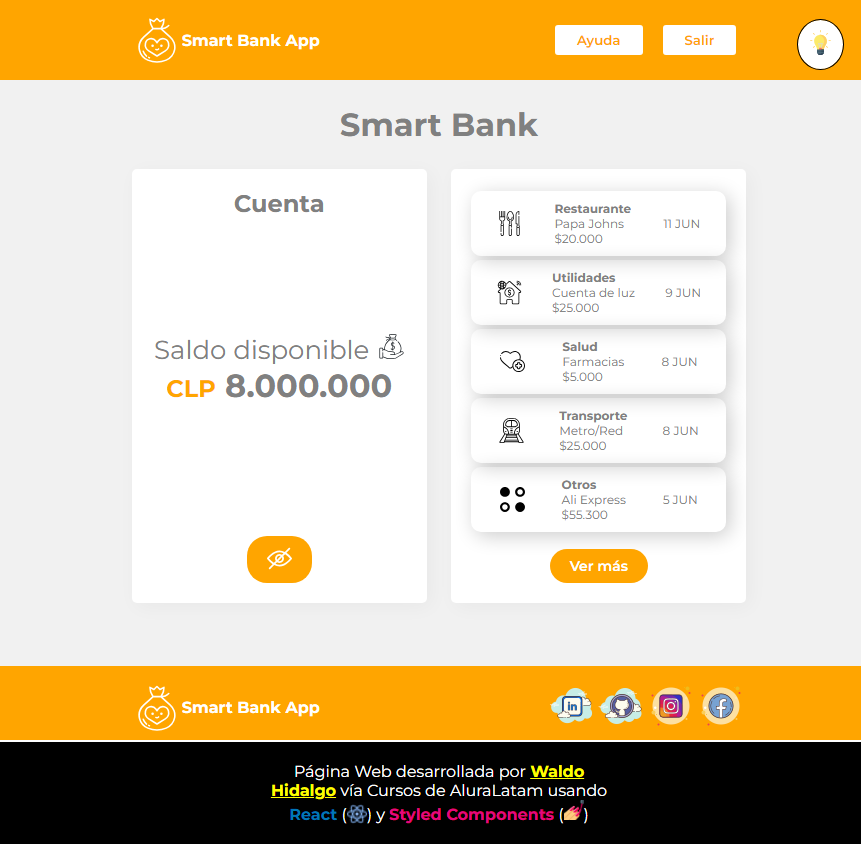 Smart Bank App
Ayuda
Salir
Smart Bank
Cuenta
Saldo disponible
CLP 8.000.000
Restaurante
Papa Johns
$20.000
11 JUN
Utilidades
Cuenta de luz
$25.000
9 JUN
Salud
Farmacias
$5.000
8 JUN
Transporte
Metro/Red
$25.000
8 JUN
Otros
Ali Express
$55.300
5 JUN
Ver más
Smart Bank App
in
Página Web desarrollada por Waldo
Hidalgo vía Cursos de AluraLatam usando
React () y Styled Components ()